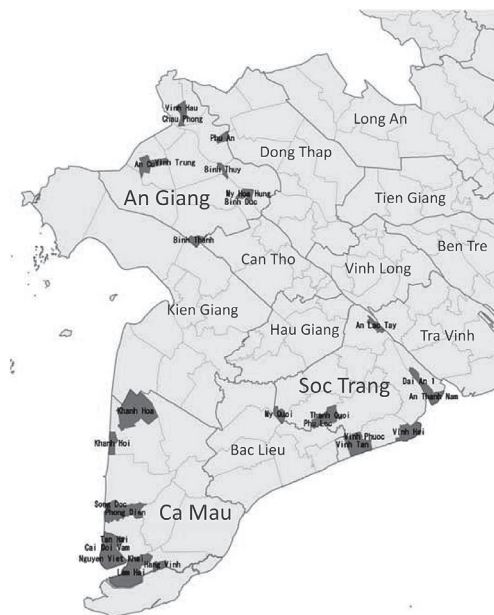 Vinh Hau
Chau Phong
Long An
Phu An
Dong Thap
An Cu
Vinh Trung
Binh Thuy
An Giang
My Hoa Hung
Binh Duc
Tien Giang
Binh Thanh
Ben Tre
Can Tho
Vinh Long
Kien Giang
Hau Giang
An Lac Tay
Tra Vinh
Soc Trang
Dai An 1
An Thanh Nam
Khanh Hoa
My Quoi
Thanh Quoi
Phu Loc
Khanh Hoi
Bac Lieu
Vinh Phuoc
Vinh Tan
Vinh Hai
Song Doc
Phong Dien
Ca Mau
Tan Hai
Cai Doi Vam
Nguyen Viet Khai
Hang Vinh
Lam Hai